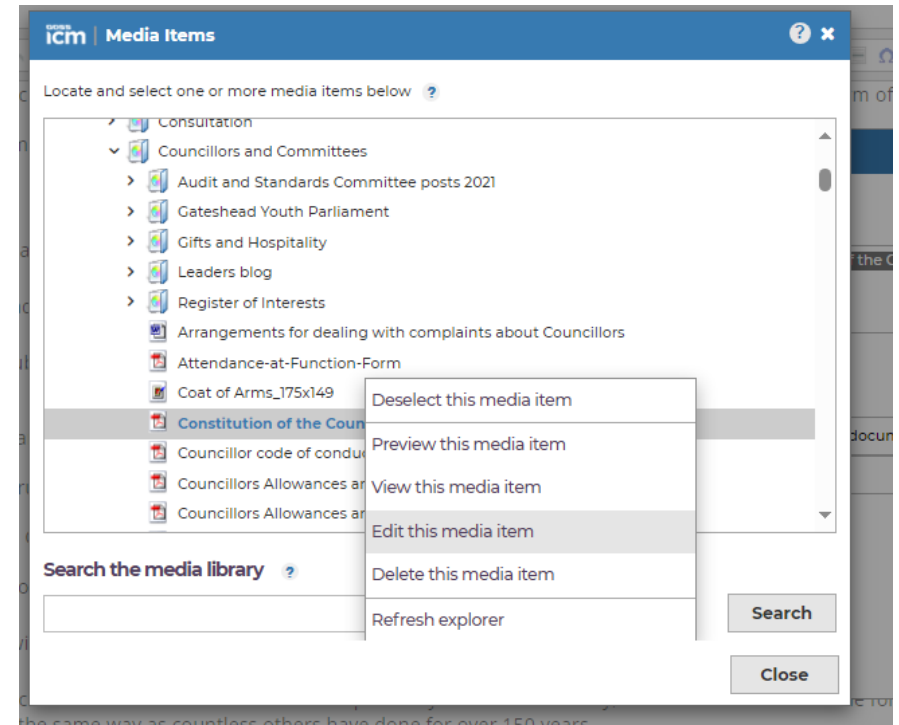 GOSS
icm | Media Items
Locate and select one or more media items below ?
Consultation
Councillors and Committees
Audit and Standards Committee posts 2021
Gateshead Youth Parliament
Gifts and Hospitality
Leaders blog
Register of Interests
Arrangements for dealing with complaints about Councillors
Attendance-at-Function-Form
Coat of Arms_175x149
Constitution of the Coun
Councillor code of conduc
Councillors Allowances an
Councillors Allowances an
Deselect this media item
Preview this media item
View this media item
Edit this media item
Delete this media item
Refresh explorer
Search the media library ?
Search
Close
m of
f the C
docum
the same way as countless others have done for over 150 years